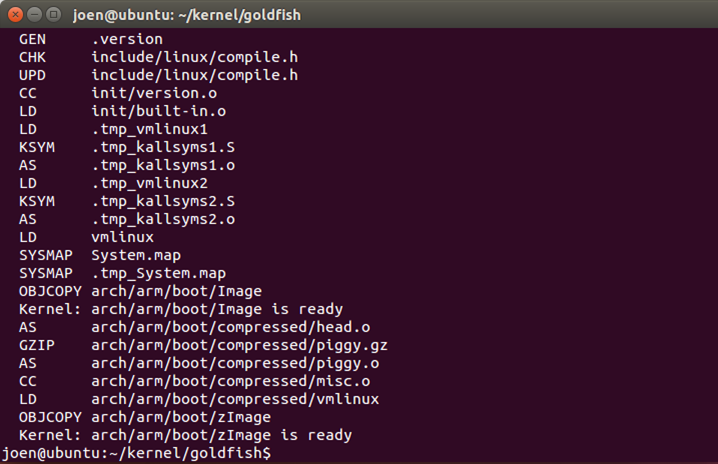 joen@ubuntu: ~/kernel/goldfish
GEN     .version
CHK     include/linux/compile.h
UPD     include/linux/compile.h
CC      init/version.o
LD      init/built-in.o
LD      .tmp_vmlinux1
KSYM    .tmp_kallsyms1.S
AS      .tmp_kallsyms1.o
LD      .tmp_vmlinux2
KSYM    .tmp_kallsyms2.S
AS      .tmp_kallsyms2.o
LD      vmlinux
SYSMAP  System.map
SYSMAP  .tmp_System.map
OBJCOPY arch/arm/boot/Image
Kernel: arch/arm/boot/Image is ready
AS      arch/arm/boot/compressed/head.o
GZIP    arch/arm/boot/compressed/piggy.gz
AS      arch/arm/boot/compressed/piggy.o
CC      arch/arm/boot/compressed/misc.o
LD      arch/arm/boot/compressed/vmlinux
OBJCOPY arch/arm/boot/zImage
Kernel: arch/arm/boot/zImage is ready
joen@ubuntu:~/kernel/goldfish$